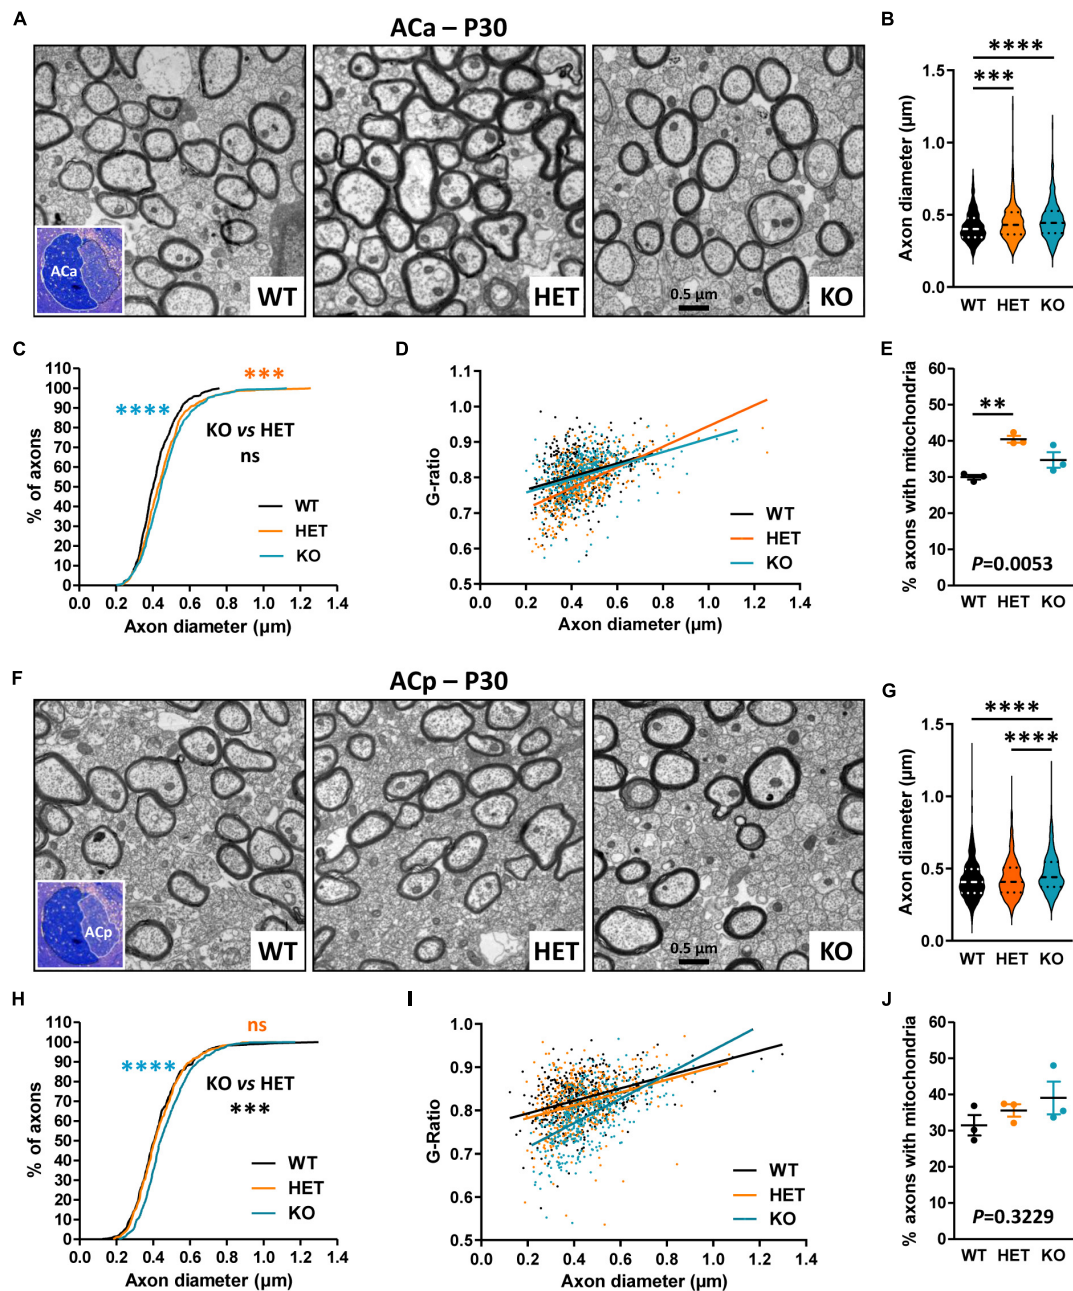 A
ACa – P30
ACa
WT
HET
0.5 µm
KO
B
****
***
Axon diameter (µm)
1.5
1.0
0.5
0.0
WT HET KO
C
% of axons
110
100
90
80
70
60
50
40
30
20
10
0
****
***
KO vs HET
ns
WT
HET
KO
0.0 0.2 0.4 0.6 0.8 1.0 1.2 1.4
Axon diameter (µm)
D
G-ratio
1.1
1.0
0.9
0.8
0.7
0.6
0.5
WT
HET
KO
0.0 0.2 0.4 0.6 0.8 1.0 1.2 1.4
Axon diameter (µm)
E
% axons with mitochondria
60
50
40
30
20
10
0
**
P=0.0053
WT HET KO
F
ACp – P30
ACp
WT
HET
0.5 µm
KO
G
****
****
Axon diameter (µm)
1.5
1.0
0.5
0.0
WT HET KO
H
% of axons
110
100
90
80
70
60
50
40
30
20
10
0
****
ns
KO vs HET
***
WT
HET
KO
0.0 0.2 0.4 0.6 0.8 1.0 1.2 1.4
Axon diameter (µm)
I
G-Ratio
1.0
0.9
0.8
0.7
0.6
0.5
WT
HET
KO
0.0 0.2 0.4 0.6 0.8 1.0 1.2 1.4
Axon diameter (µm)
J
% axons with mitochondria
60
50
40
30
20
10
0
P=0.3229
WT HET KO